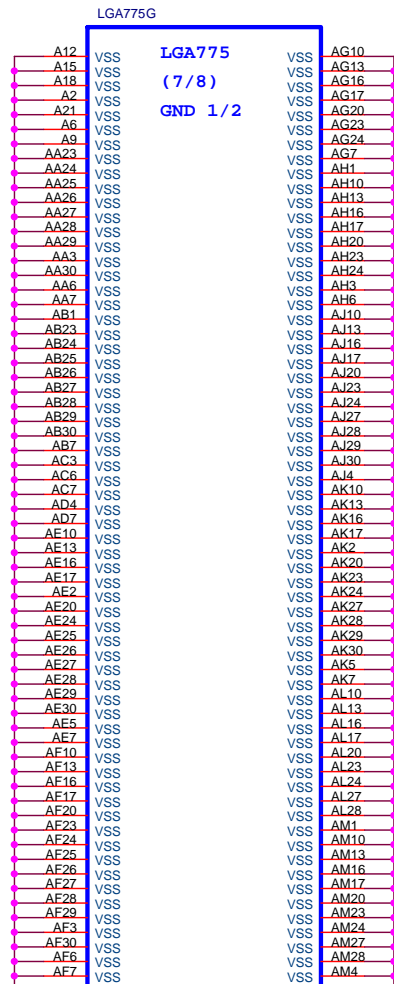 LGA775G
A12 VSS LGA775 VSS AG10
A15 VSS VSS AG13
A18 VSS (7/8) VSS AG16
A2 VSS VSS AG17
A21 VSS GND 1/2 VSS AG20
A6 VSS VSS AG23
A9 VSS VSS AG24
AA23 VSS VSS AG7
AA24 VSS VSS AH1
AA25 VSS VSS AH10
AA26 VSS VSS AH13
AA27 VSS VSS AH16
AA28 VSS VSS AH17
AA29 VSS VSS AH20
AA3 VSS VSS AH23
AA30 VSS VSS AH24
AA6 VSS VSS AH3
AA7 VSS VSS AH6
AB1 VSS VSS AJ10
AB23 VSS VSS AJ13
AB24 VSS VSS AJ16
AB25 VSS VSS AJ17
AB26 VSS VSS AJ20
AB27 VSS VSS AJ23
AB28 VSS VSS AJ24
AB29 VSS VSS AJ27
AB30 VSS VSS AJ28
AB7 VSS VSS AJ29
AC3 VSS VSS AJ30
AC6 VSS VSS AJ4
AC7 VSS VSS AK10
AD4 VSS VSS AK13
AD7 VSS VSS AK16
AE10 VSS VSS AK17
AE13 VSS VSS AK2
AE16 VSS VSS AK20
AE17 VSS VSS AK23
AE2 VSS VSS AK24
AE20 VSS VSS AK27
AE24 VSS VSS AK28
AE25 VSS VSS AK29
AE26 VSS VSS AK30
AE27 VSS VSS AK5
AE28 VSS VSS AK7
AE29 VSS VSS AL10
AE30 VSS VSS AL13
AE5 VSS VSS AL16
AE7 VSS VSS AL17
AF10 VSS VSS AL20
AF13 VSS VSS AL23
AF16 VSS VSS AL24
AF17 VSS VSS AL27
AF20 VSS VSS AL28
AF23 VSS VSS AM1
AF24 VSS VSS AM10
AF25 VSS VSS AM13
AF26 VSS VSS AM16
AF27 VSS VSS AM17
AF28 VSS VSS AM20
AF29 VSS VSS AM23
AF3 VSS VSS AM24
AF30 VSS VSS AM27
AF6 VSS VSS AM28
AF7 VSS VSS AM4